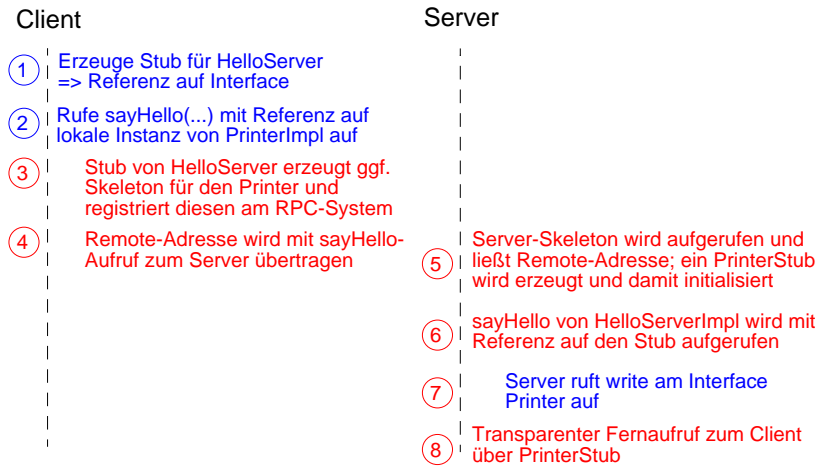 Client
1
Erzeuge Stub für HelloServer
=> Referenz auf Interface
2
Rufe sayHello(...) mit Referenz auf
lokale Instanz von PrinterImpl auf
3
Stub von HelloServer erzeugt ggf.
Skeleton für den Printer und
registriert diesen am RPC-System
4
Remote-Adresse wird mit sayHello-
Aufruf zum Server übertragen
Server
5
Server-Skeleton wird aufgerufen und
ließt Remote-Adresse; ein PrinterStub
wird erzeugt und damit initialisiert
6
sayHello von HelloServerImpl wird mit
Referenz auf den Stub aufgerufen
7
Server ruft write am Interface
Printer auf
8
Transparenter Fernaufruf zum Client
über PrinterStub